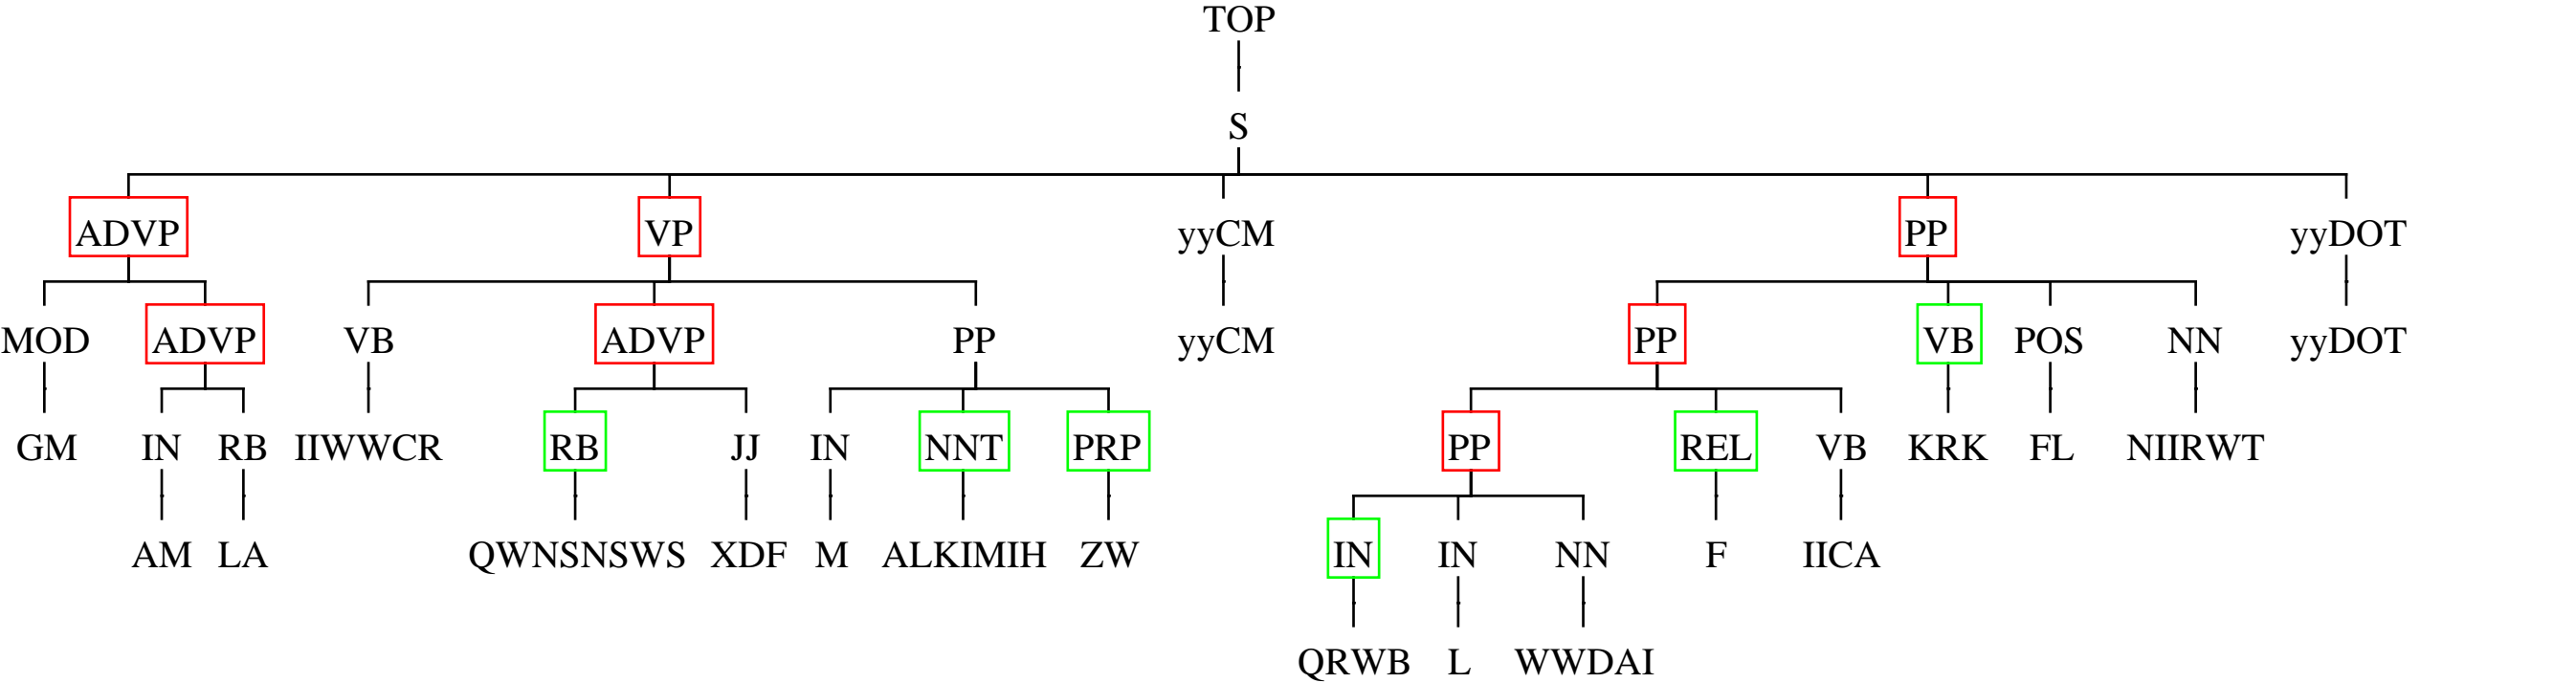 TOP
S
ADVP VP yyCM PP yyDOT
MOD ADVP VB ADVP PP yyCM PP VB POS NN yyDOT
GM IN RB IIWWCR RB JJ IN NNT PRP PP REL VB KRK FL NIIRWT
AM LA QWNSNSWS XDF M ALKIMIH ZW IN IN NN F IICA
QRWB L WWDAI